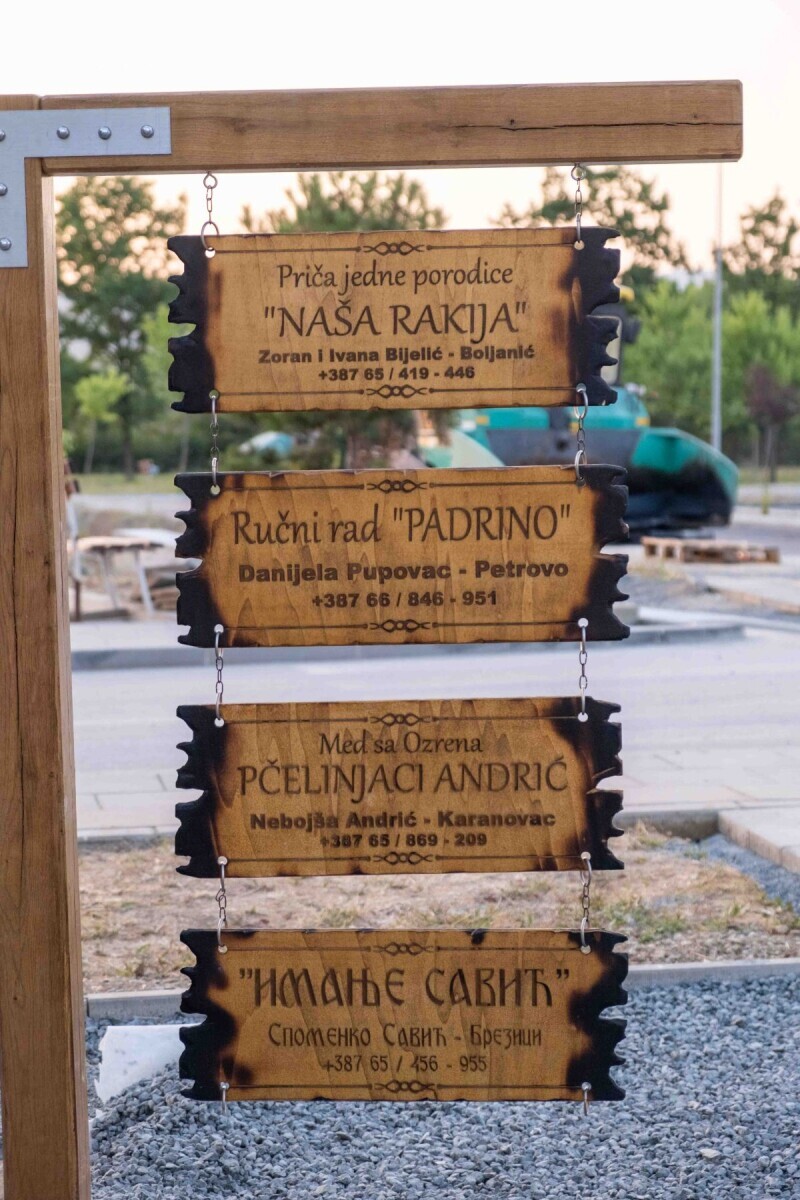 Priča jedne porodice
"NAŠA RAKIJA"
Zoran i Ivana Bijelić - Boljanić
+387 65 / 419 - 446
Ručni rad "PADRINO"
Danijela Pupovac - Petrovo
+387 66 / 846 - 951
Med sa Ozrena
PČELINJACI ANDRIĆ
Nebojša Andrić - Karanovac
+387 65 / 869 - 209
"ИМАЊЕ САВИЋ"
Споменко Савић - Брезици
+387 65 / 456 - 955